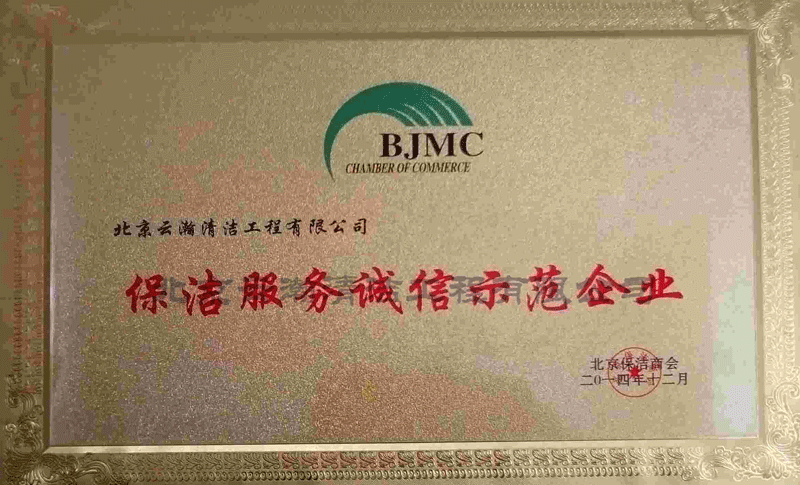 BJMC
CHAMBER OF COMMERCE
北京云瀚清洁工程有限公司
保洁服务诚信示范企业
北京保洁商会
二〇一四年十二月